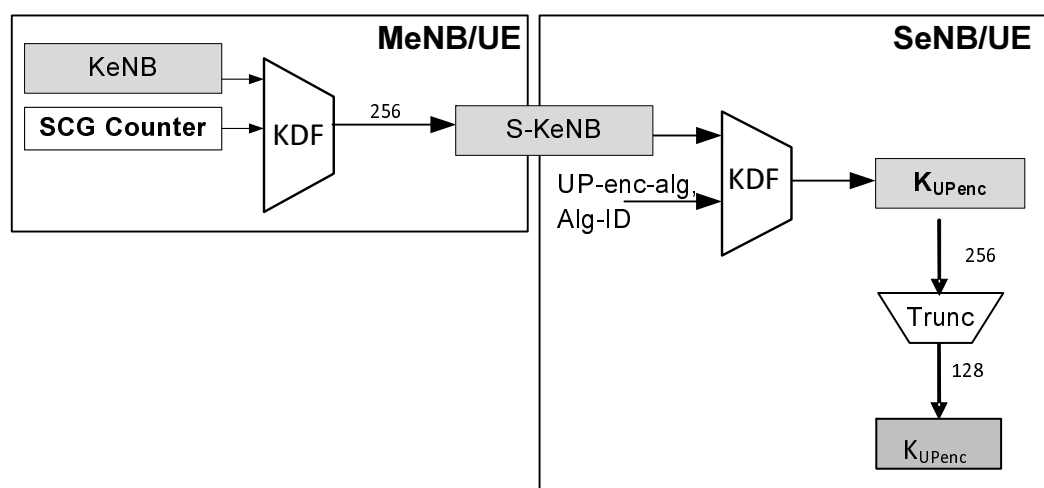 MeNB/UE
KeNB
SCG Counter
KDF
256
S-KeNB
SeNB/UE
UP-enc-alg,
Alg-ID
KDF
KUPenc
256
Trunc
128
KUPenc